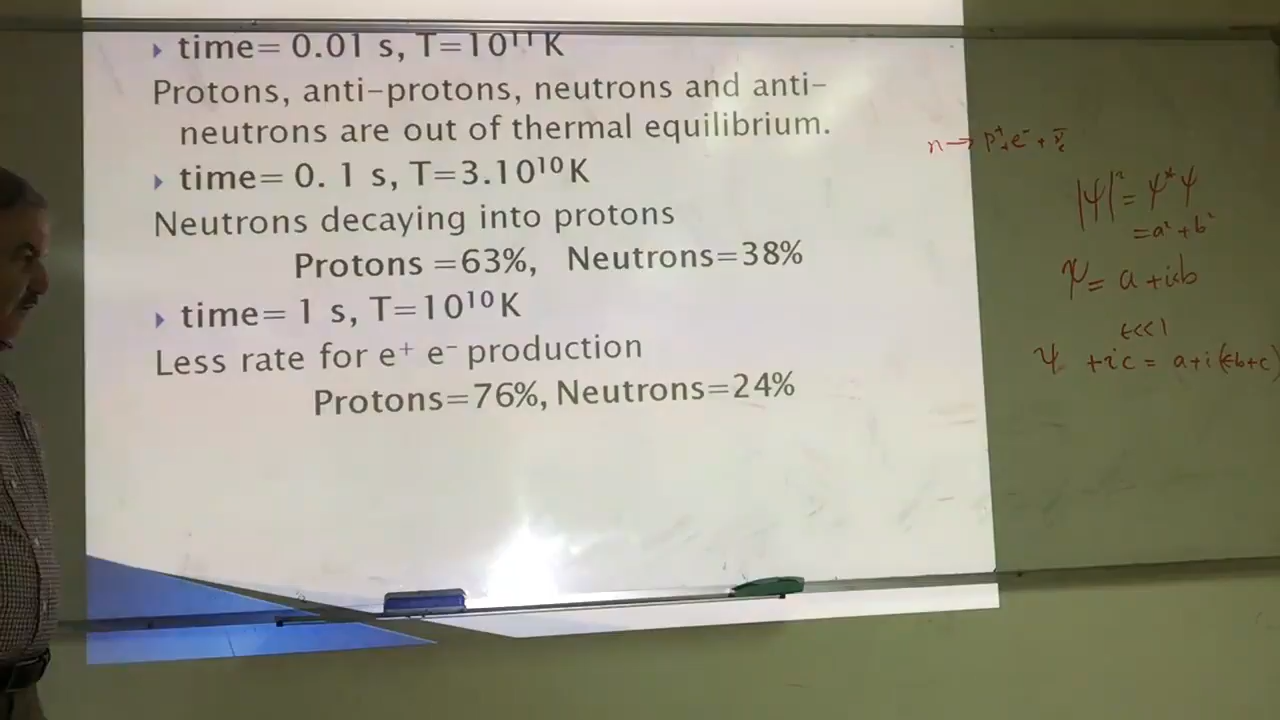 time= 0.01 s, T=10¹¹ K
Protons, anti-protons, neutrons and anti-
neutrons are out of thermal equilibrium.
time= 0. 1 s, T=3.10¹⁰ K
Neutrons decaying into protons
Protons =63%, Neutrons=38%
time= 1 s, T=10¹⁰ K
Less rate for e⁺ e⁻ production
Protons=76%, Neutrons=24%
n → p⁺ + e⁻ + ν̄ₑ
|ψ|² = ψ* ψ
= a² + b²
ψ = a + iεb
ε<<1
ψ + ic = a+i(εb+c)